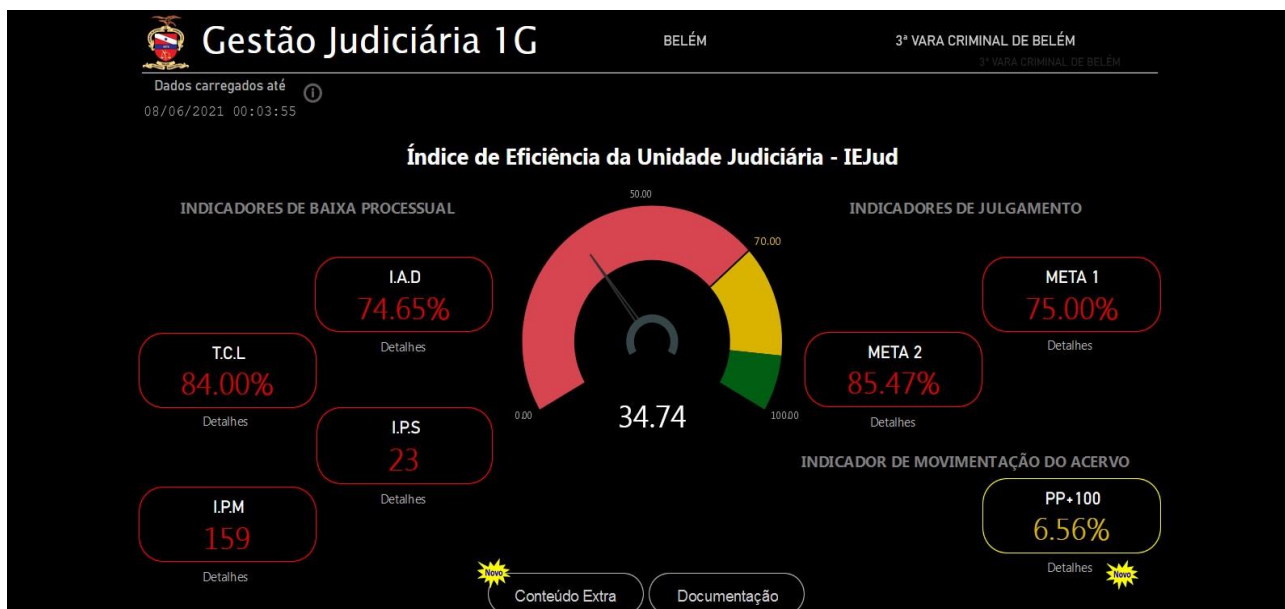 Gestão Judiciária 1G
BELÉM
3ª VARA CRIMINAL DE BELÉM
3ª VARA CRIMINAL DE BELÉM
Dados carregados até
08/06/2021 00:03:55
Índice de Eficiência da Unidade Judiciária - IEJud
INDICADORES DE BAIXA PROCESSUAL
I.A.D
74.65%
Detalhes
T.C.L
84.00%
Detalhes
I.P.S
23
Detalhes
I.P.M
159
Detalhes
0.00
50.00
70.00
100.00
34.74
INDICADORES DE JULGAMENTO
META 1
75.00%
Detalhes
META 2
85.47%
Detalhes
INDICADOR DE MOVIMENTAÇÃO DO ACERVO
PP+100
6.56%
Detalhes
Novo
Novo
Conteúdo Extra
Documentação